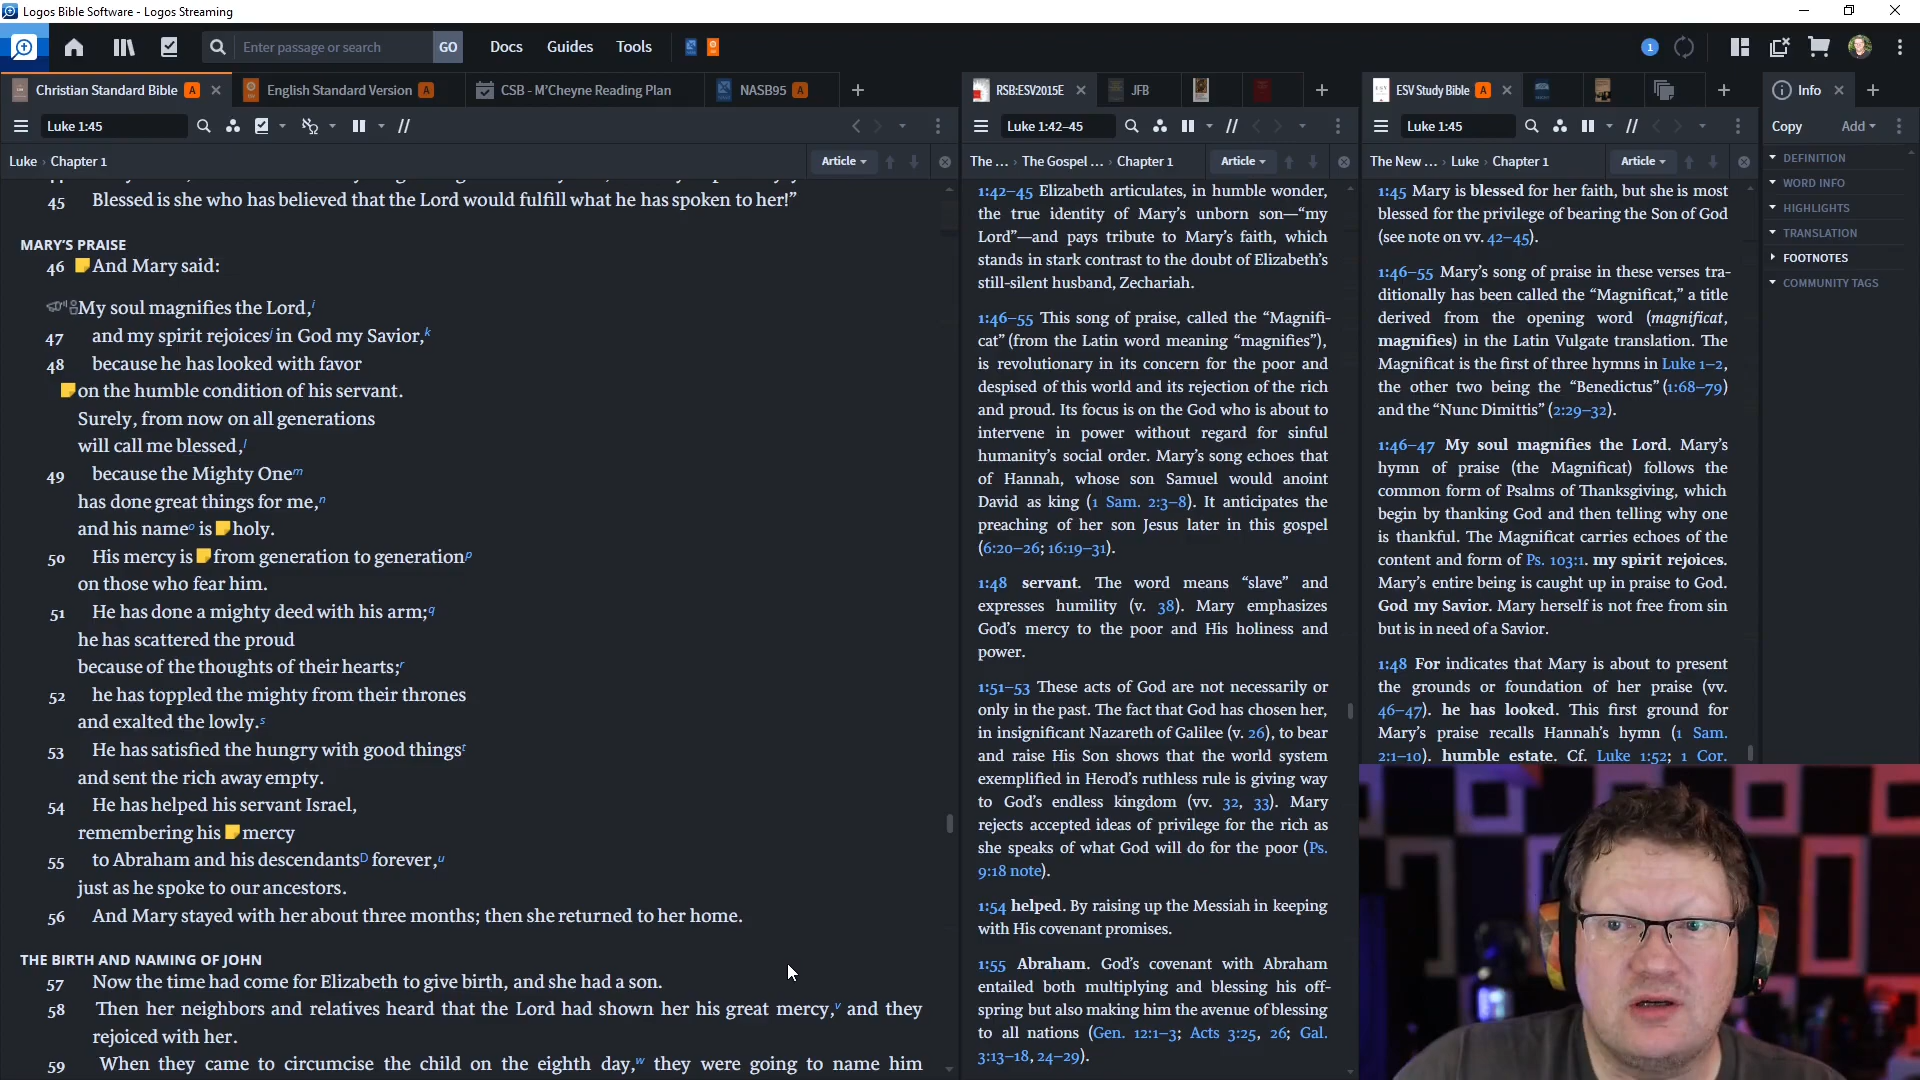 Logos Bible Software - Logos Streaming
Enter passage or search
GO
Docs
Guides
Tools
1
Christian Standard Bible A
English Standard Version A
CSB - M'Cheyne Reading Plan
NASB95 A
Luke 1:45
Luke › Chapter 1
Article
45 Blessed is she who has believed that the Lord would fulfill what he has spoken to her!”
MARY’S PRAISE
46 And Mary said:
My soul magnifies the Lord,i
47 and my spirit rejoicesj in God my Savior,k
48 because he has looked with favor
on the humble condition of his servant.
Surely, from now on all generations
will call me blessed,l
49 because the Mighty Onem
has done great things for me,n
and his nameo is holy.
50 His mercy is from generation to generationp
on those who fear him.
51 He has done a mighty deed with his arm;q
he has scattered the proud
because of the thoughts of their hearts;r
52 he has toppled the mighty from their thrones
and exalted the lowly.s
53 He has satisfied the hungry with good thingst
and sent the rich away empty.
54 He has helped his servant Israel,
remembering his mercy
55 to Abraham and his descendantsD forever,u
just as he spoke to our ancestors.
56 And Mary stayed with her about three months; then she returned to her home.
THE BIRTH AND NAMING OF JOHN
57 Now the time had come for Elizabeth to give birth, and she had a son.
58 Then her neighbors and relatives heard that the Lord had shown her his great mercy,v and they
rejoiced with her.
59 When they came to circumcise the child on the eighth day,w they were going to name him
RSB:ESV2015E
JFB
Luke 1:42–45
The ... › The Gospel ... › Chapter 1
Article
1:42–45 Elizabeth articulates, in humble wonder,
the true identity of Mary’s unborn son—“my
Lord”—and pays tribute to Mary’s faith, which
stands in stark contrast to the doubt of Elizabeth’s
still-silent husband, Zechariah.
1:46–55 This song of praise, called the “Magnifi-
cat” (from the Latin word meaning “magnifies”),
is revolutionary in its concern for the poor and
despised of this world and its rejection of the rich
and proud. Its focus is on the God who is about to
intervene in power without regard for sinful
humanity’s social order. Mary’s song echoes that
of Hannah, whose son Samuel would anoint
David as king (1 Sam. 2:3–8). It anticipates the
preaching of her son Jesus later in this gospel
(6:20–26; 16:19–31).
1:48 servant. The word means “slave” and
expresses humility (v. 38). Mary emphasizes
God’s mercy to the poor and His holiness and
power.
1:51–53 These acts of God are not necessarily or
only in the past. The fact that God has chosen her,
in insignificant Nazareth of Galilee (v. 26), to bear
and raise His Son shows that the world system
exemplified in Herod’s ruthless rule is giving way
to God’s endless kingdom (vv. 32, 33). Mary
rejects accepted ideas of privilege for the rich as
she speaks of what God will do for the poor (Ps.
9:18 note).
1:54 helped. By raising up the Messiah in keeping
with His covenant promises.
1:55 Abraham. God’s covenant with Abraham
entailed both multiplying and blessing his off-
spring but also making him the avenue of blessing
to all nations (Gen. 12:1–3; Acts 3:25, 26; Gal.
3:13–18, 24–29).
ESV Study Bible A
Luke 1:45
The New ... › Luke › Chapter 1
Article
1:45 Mary is blessed for her faith, but she is most
blessed for the privilege of bearing the Son of God
(see note on vv. 42–45).
1:46–55 Mary’s song of praise in these verses tra-
ditionally has been called the “Magnificat,” a title
derived from the opening word (magnificat,
magnifies) in the Latin Vulgate translation. The
Magnificat is the first of three hymns in Luke 1–2,
the other two being the “Benedictus” (1:68–79)
and the “Nunc Dimittis” (2:29–32).
1:46–47 My soul magnifies the Lord. Mary’s
hymn of praise (the Magnificat) follows the
common form of Psalms of Thanksgiving, which
begin by thanking God and then telling why one
is thankful. The Magnificat carries echoes of the
content and form of Ps. 103:1. my spirit rejoices.
Mary’s entire being is caught up in praise to God.
God my Savior. Mary herself is not free from sin
but is in need of a Savior.
1:48 For indicates that Mary is about to present
the grounds or foundation of her praise (vv.
46–47). he has looked. This first ground for
Mary’s praise recalls Hannah’s hymn (1 Sam.
2:1–10). humble estate. Cf. Luke 1:52; 1 Cor.
Info
Copy
Add
DEFINITION
WORD INFO
HIGHLIGHTS
TRANSLATION
FOOTNOTES
COMMUNITY TAGS